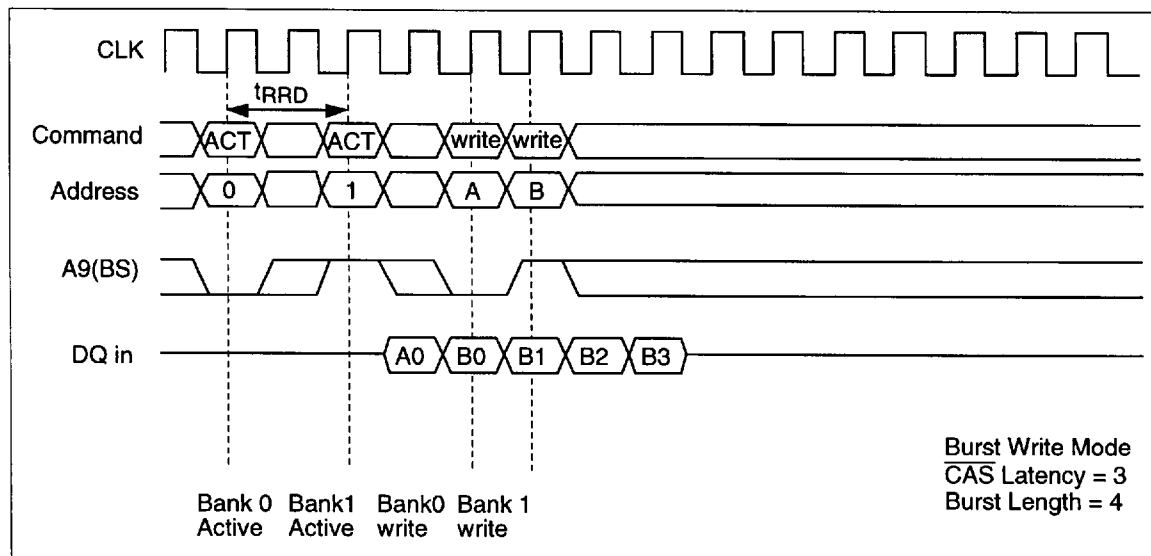 CLK
tRRD
Command ACT ACT write write
Address 0 1 A B
A9(BS)
DQ in A0 B0 B1 B2 B3
Burst Write Mode
CAS Latency = 3
Burst Length = 4
Bank 0 Bank1 Bank0 Bank 1
Active Active write write